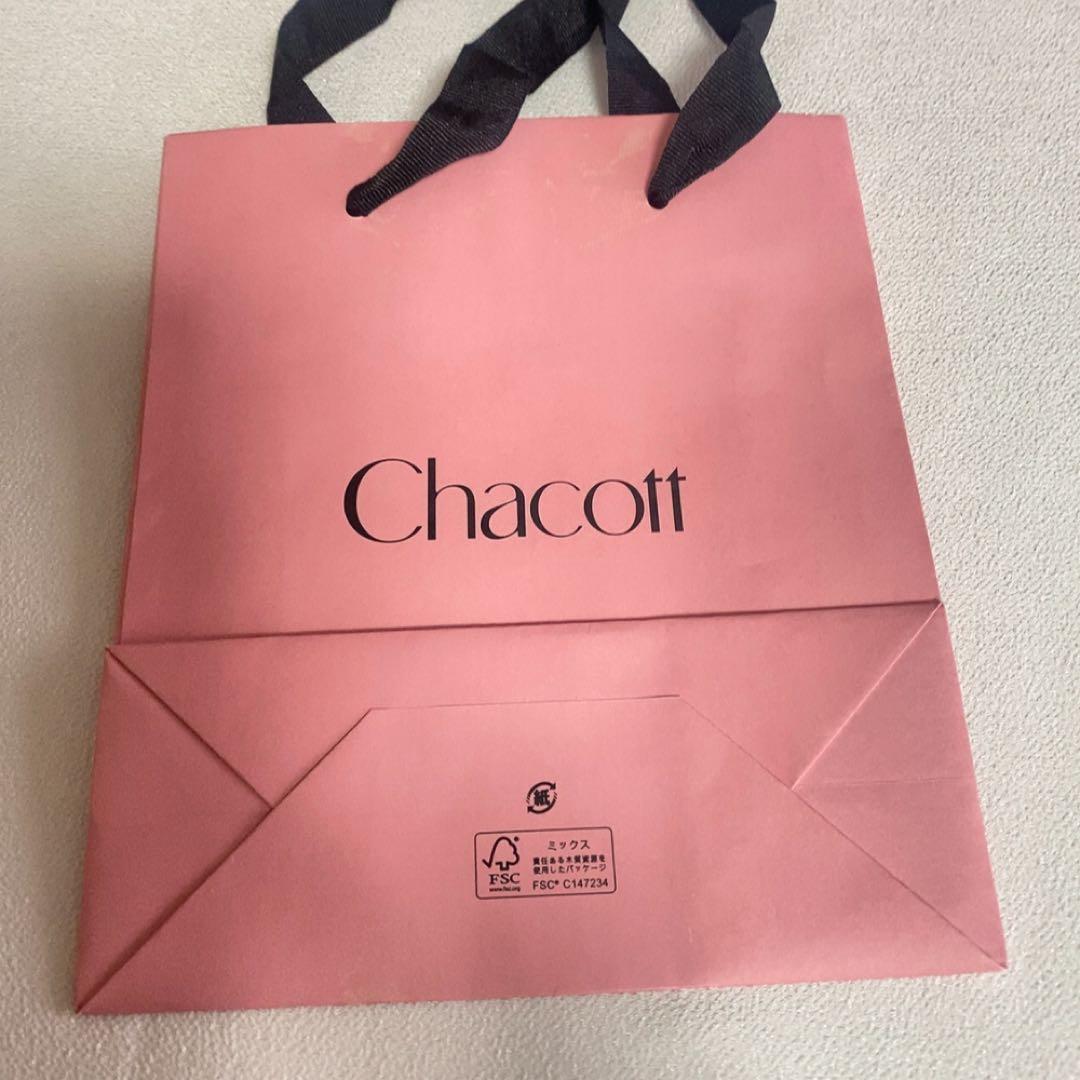 Chacott
紙
ミックス
責任ある木質資源を
使用したパッケージ
FSC® C147234
FSC
www.fsc.org